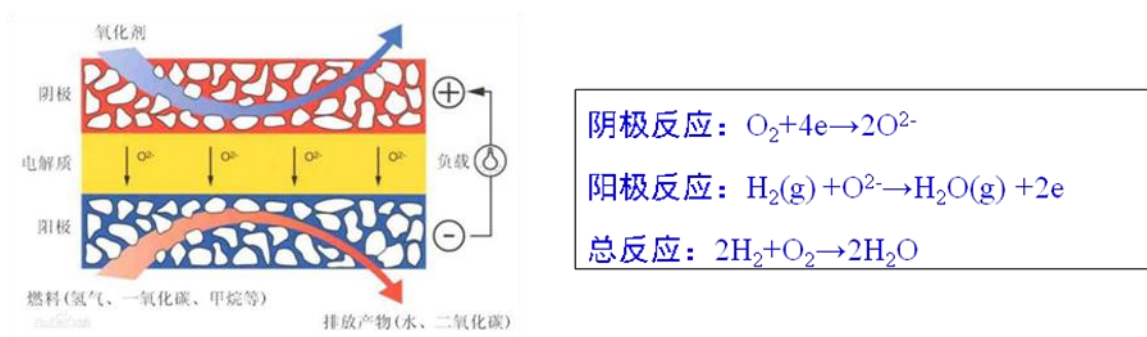 氧化剂
阴极
电解质
O²⁻ O²⁻ O²⁻ O²⁻
负载
阳极
燃料(氢气、一氧化碳、甲烷等)
排放产物(水、二氧化碳)
阴极反应：O₂+4e→2O²⁻
阳极反应：H₂(g) +O²⁻→H₂O(g) +2e
总反应：2H₂+O₂→2H₂O